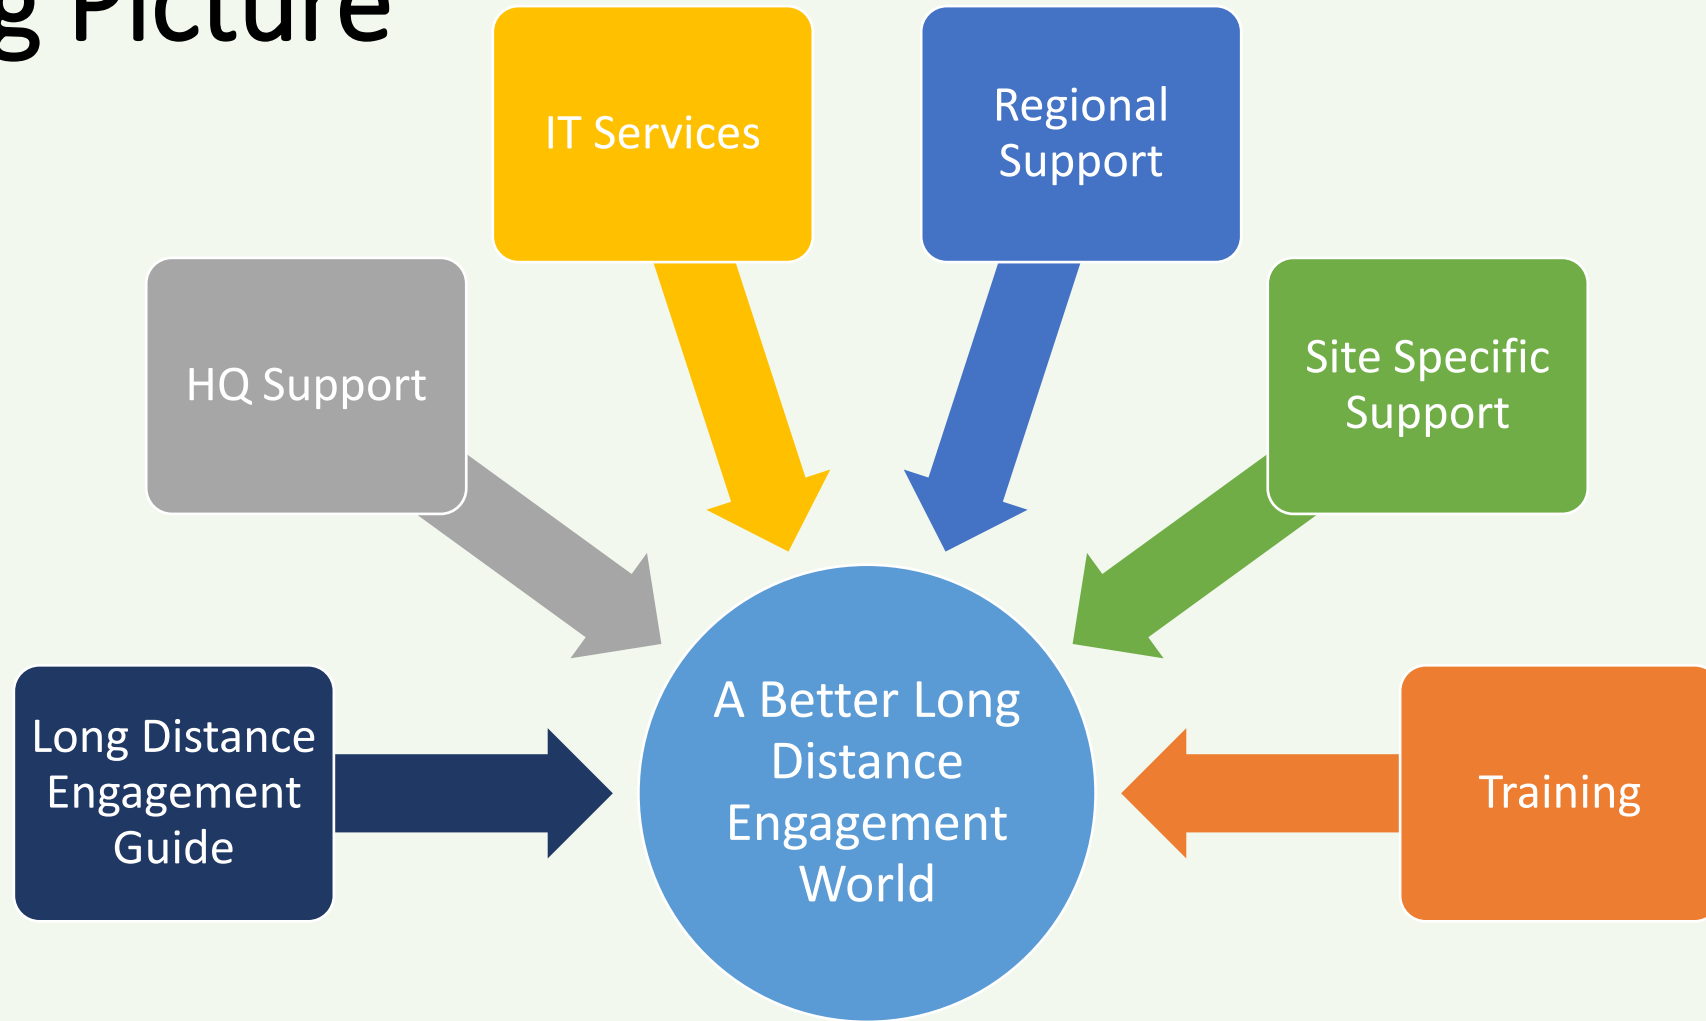 g Picture
IT Services
Regional
Support
HQ Support
Site Specific
Support
Long Distance
Engagement
Guide
A Better Long
Distance
Engagement
World
Training